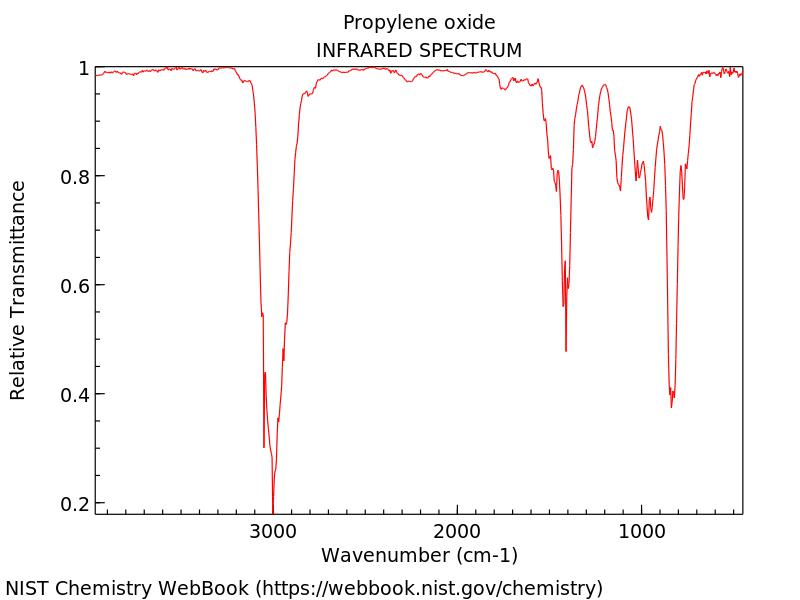 Propylene oxide
INFRARED SPECTRUM
1
0.8
0.6
0.4
0.2
Relative Transmittance
3000 2000 1000
Wavenumber (cm-1)
NIST Chemistry WebBook (https://webbook.nist.gov/chemistry)